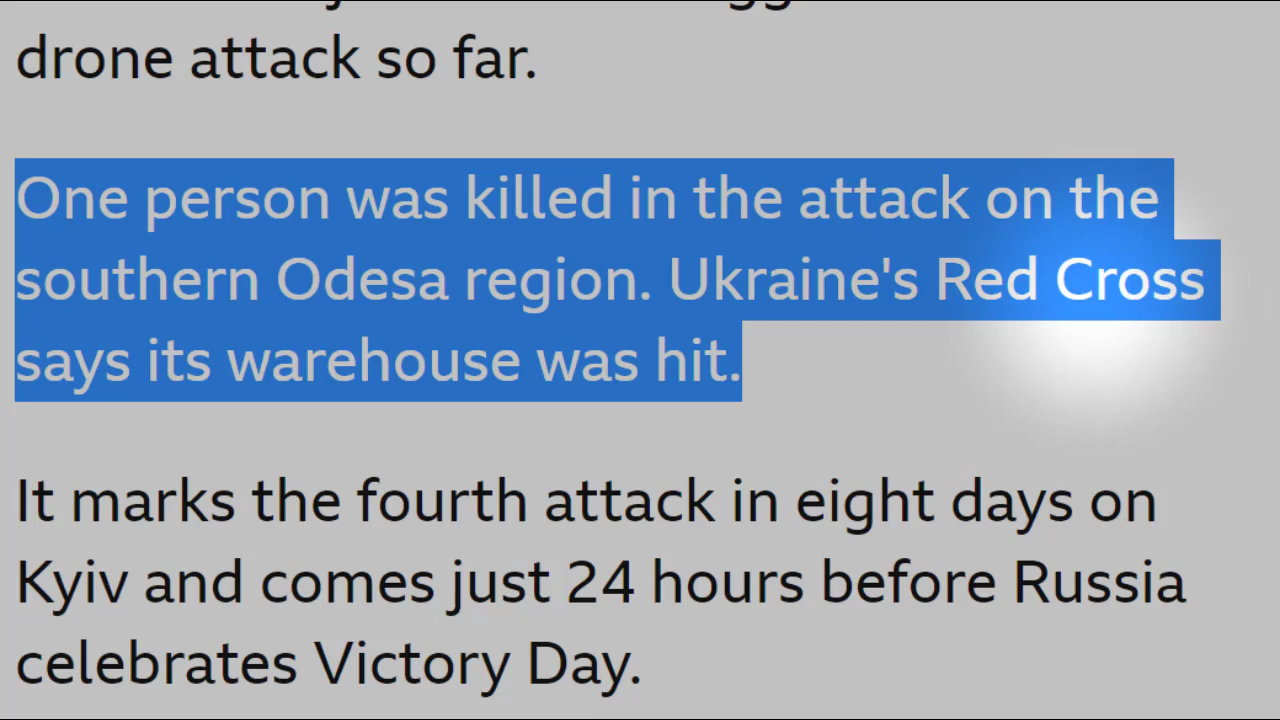 drone attack so far.
One person was killed in the attack on the
southern Odesa region. Ukraine's Red Cross
says its warehouse was hit.
It marks the fourth attack in eight days on
Kyiv and comes just 24 hours before Russia
celebrates Victory Day.